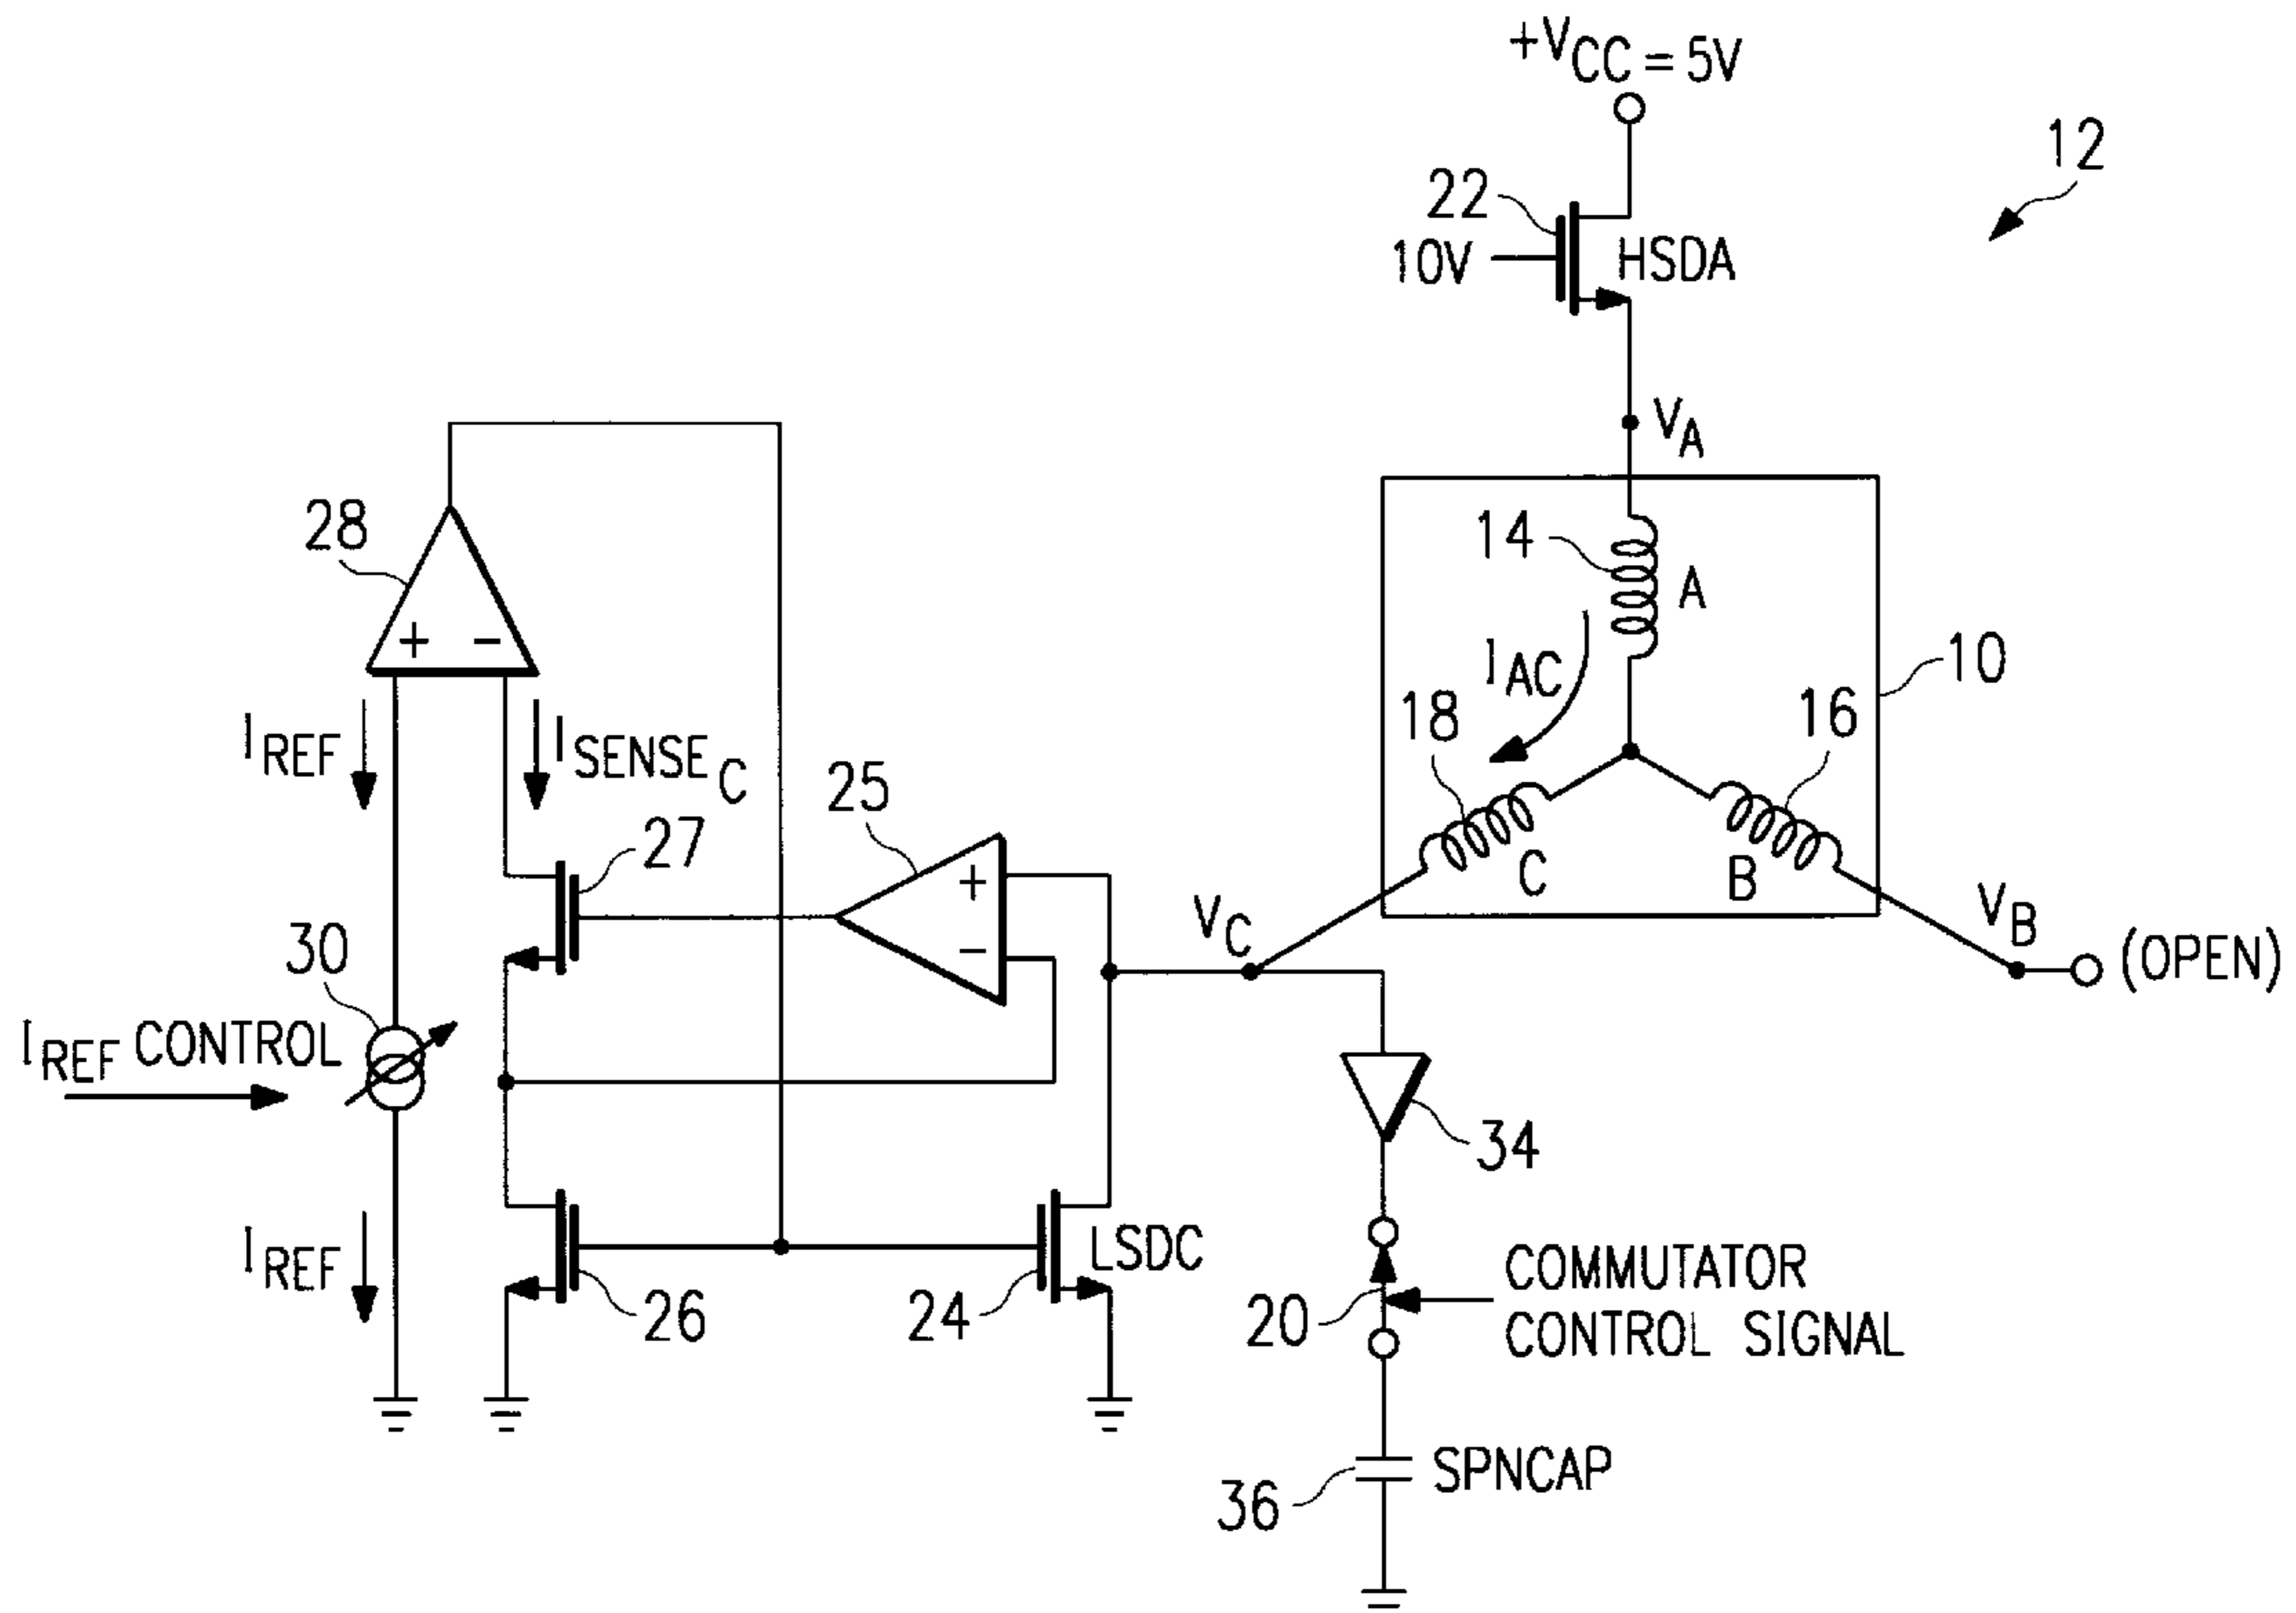 +VCC = 5V
12
22
10V
HSDA
VA
28
14
A
+ −
IAC
10
IREF
ISENSEC
18
16
25
27
+
C
B
VC
VB
(OPEN)
−
30
IREF CONTROL
34
IREF
LSDC
COMMUTATOR
CONTROL SIGNAL
26
24
20
SPNCAP
36